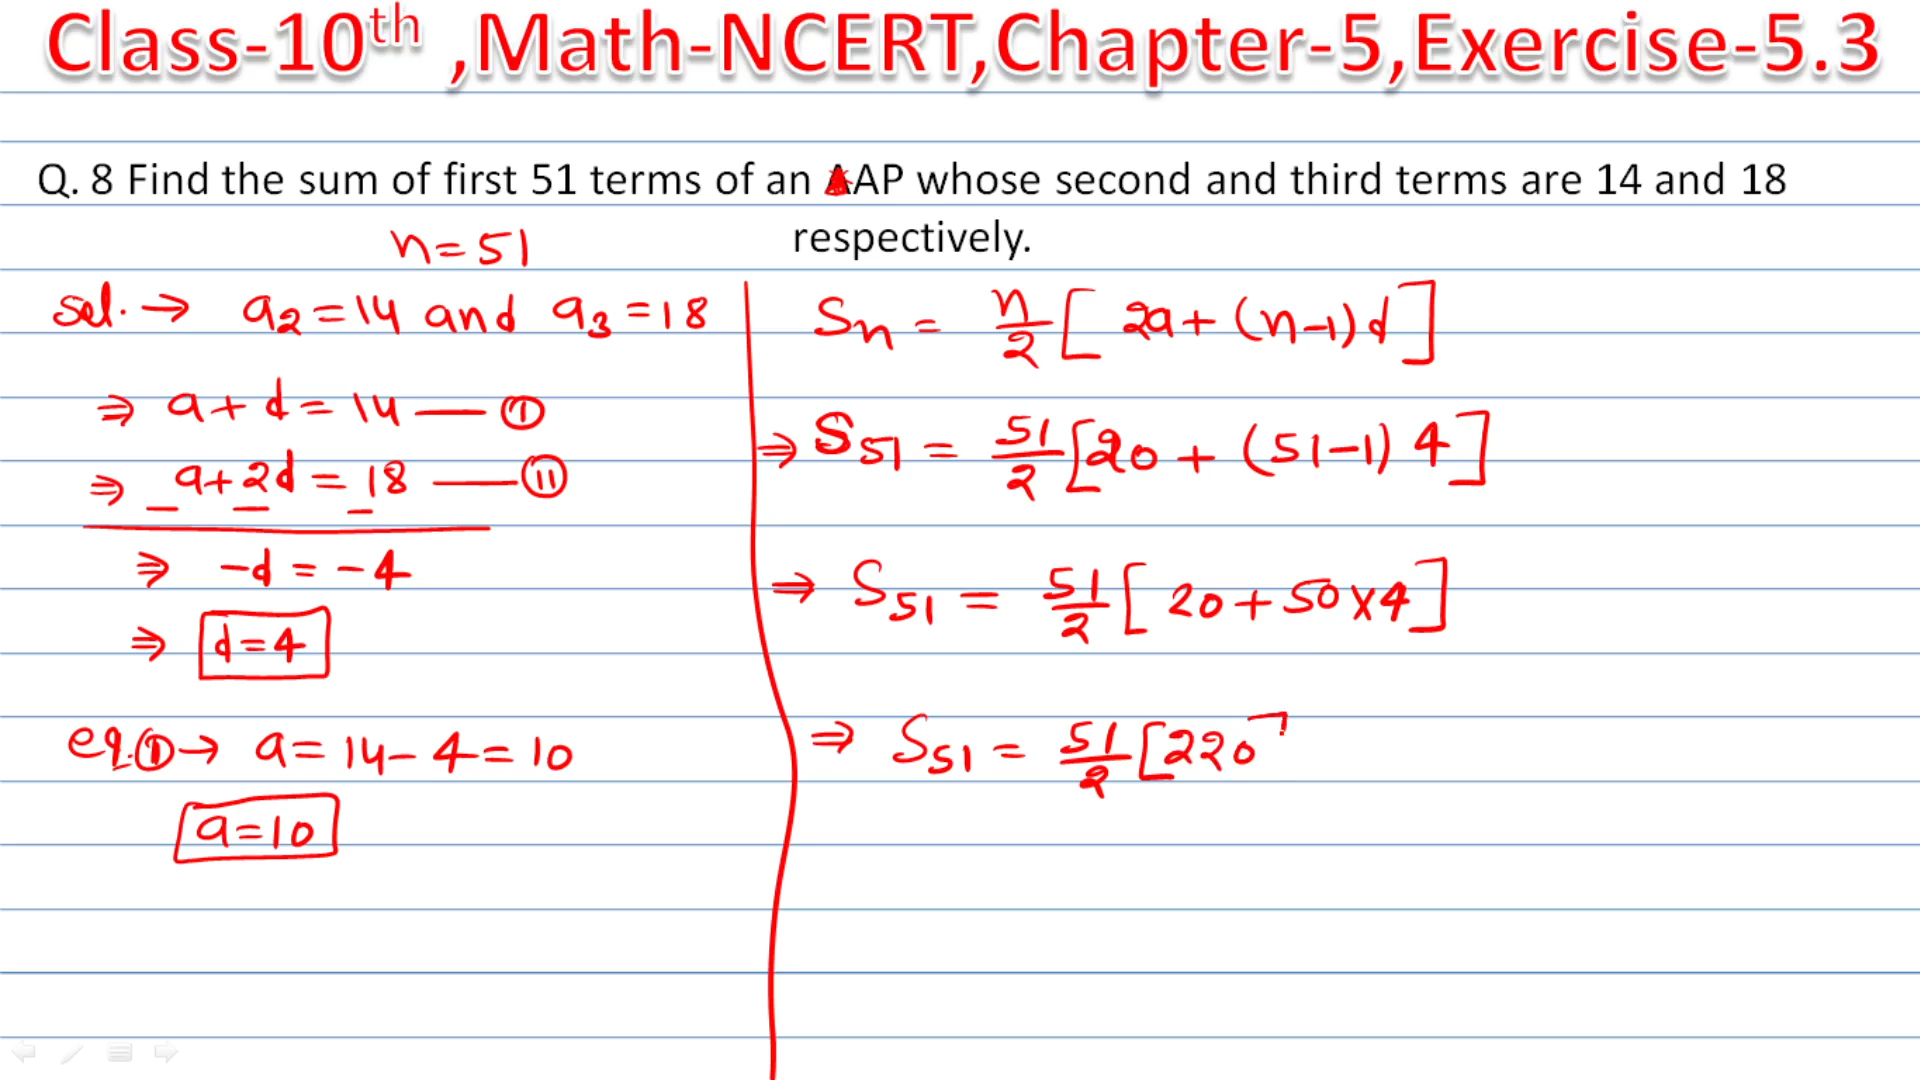 Class-10th ,Math-NCERT,Chapter-5,Exercise-5.3
Q. 8 Find the sum of first 51 terms of an AAP whose second and third terms are 14 and 18
respectively.
n=51
sol. → a₂=14 and a₃=18
⇒ a+d=14 — ①
⇒ a+2d=18 — ⑪
− − −
⇒ -d=-4
⇒ d=4
eq.① → a=14-4=10
a=10
Sn = n/2 [2a+(n-1)d]
⇒ S51 = 51/2 [20+(51-1)4]
⇒ S51 = 51/2 [20+50×4]
⇒ S51 = 51/2 [220]